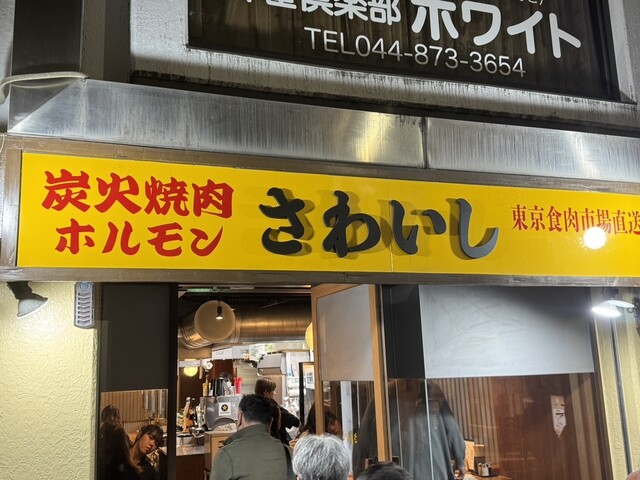 倶楽部 ホワイト
TEL044-873-3654
炭火焼肉
ホルモン
さわいし
東京食肉市場直送